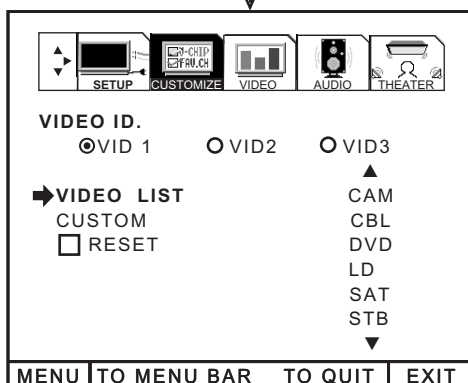 V-CHIP
FAV.CH
SETUP CUSTOMIZE VIDEO AUDIO THEATER
VIDEO ID.
VID 1 VID2 VID3
VIDEO LIST CAM
CUSTOM CBL
RESET DVD
LD
SAT
STB
MENU TO MENU BAR TO QUIT EXIT